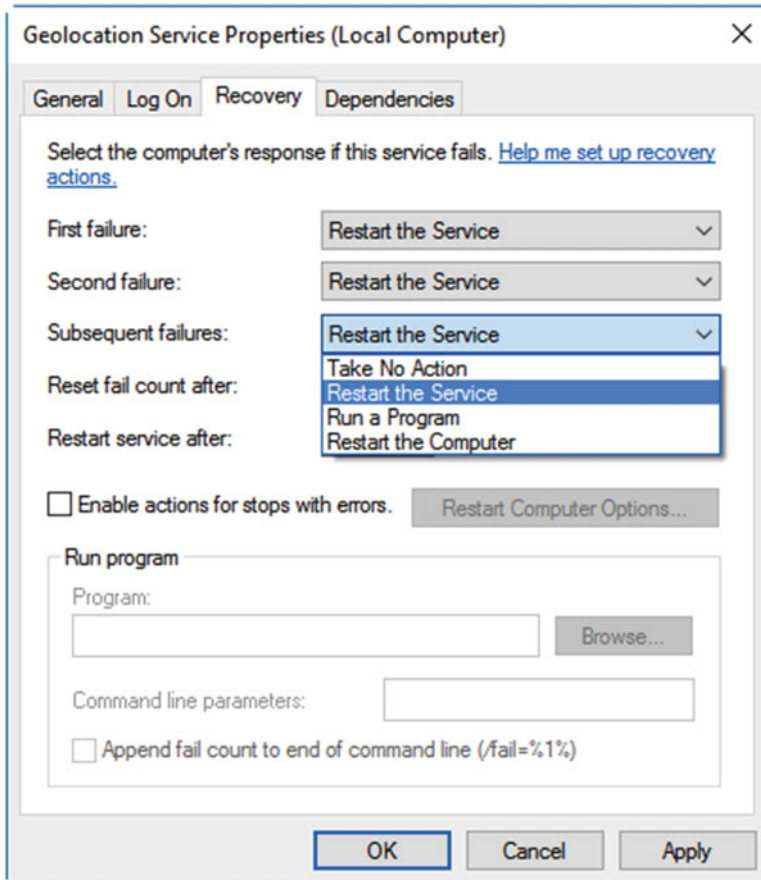 Geolocation Service Properties (Local Computer)
General Log On Recovery Dependencies
Select the computer's response if this service fails. Help me set up recovery
actions.
First failure: Restart the Service
Second failure: Restart the Service
Subsequent failures: Restart the Service
Take No Action
Reset fail count after: Restart the Service
Run a Program
Restart service after: Restart the Computer
Enable actions for stops with errors. Restart Computer Options...
Run program
Program:
Browse...
Command line parameters:
Append fail count to end of command line (/fail=%1%)
OK Cancel Apply